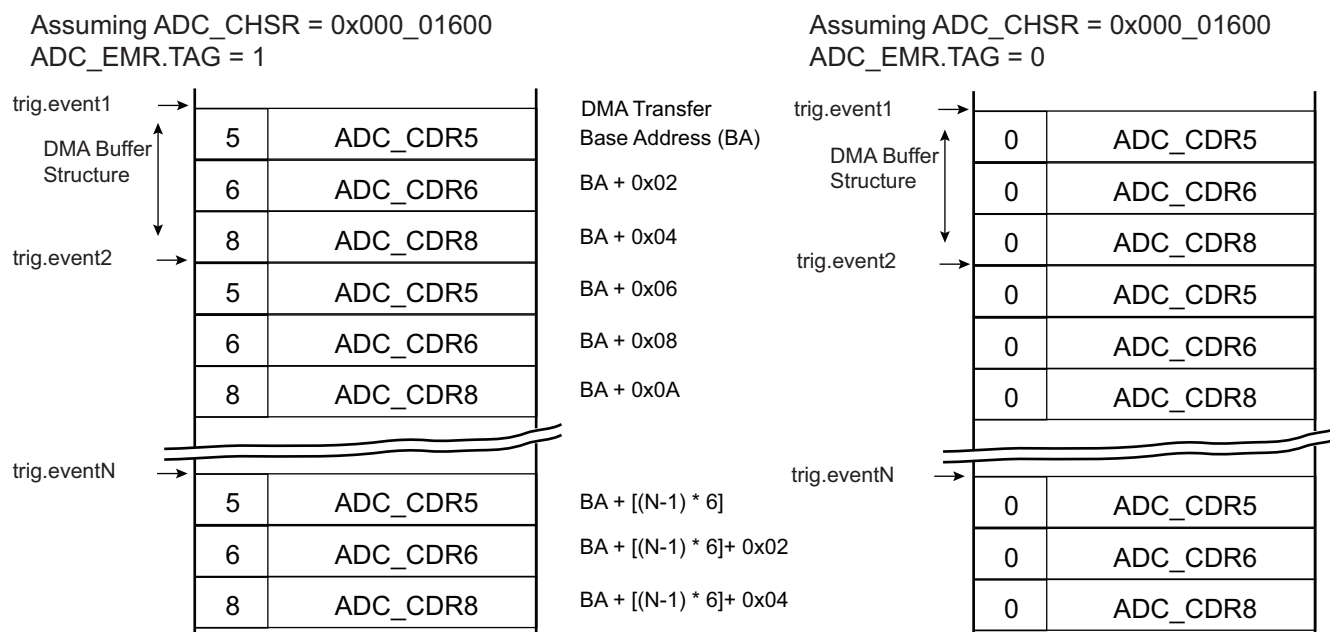 Assuming ADC_CHSR = 0x000_01600
ADC_EMR.TAG = 1
trig.event1
DMA Buffer
Structure
5 ADC_CDR5
6 ADC_CDR6
8 ADC_CDR8
trig.event2
5 ADC_CDR5
6 ADC_CDR6
8 ADC_CDR8
trig.eventN
5 ADC_CDR5
6 ADC_CDR6
8 ADC_CDR8
DMA Transfer
Base Address (BA)
BA + 0x02
BA + 0x04
BA + 0x06
BA + 0x08
BA + 0x0A
BA + [(N-1) * 6]
BA + [(N-1) * 6]+ 0x02
BA + [(N-1) * 6]+ 0x04
Assuming ADC_CHSR = 0x000_01600
ADC_EMR.TAG = 0
trig.event1
DMA Buffer
Structure
0 ADC_CDR5
0 ADC_CDR6
0 ADC_CDR8
trig.event2
0 ADC_CDR5
0 ADC_CDR6
0 ADC_CDR8
trig.eventN
0 ADC_CDR5
0 ADC_CDR6
0 ADC_CDR8